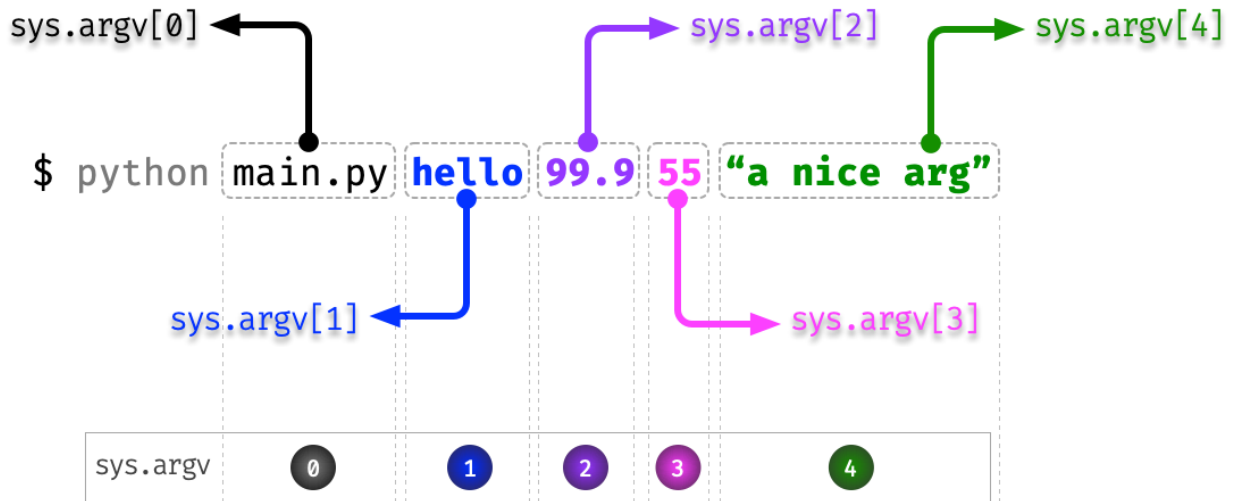 sys.argv[0] sys.argv[2] sys.argv[4]
$ python main.py hello 99.9 55 “a nice arg”
sys.argv[1] sys.argv[3]
sys.argv 0 1 2 3 4